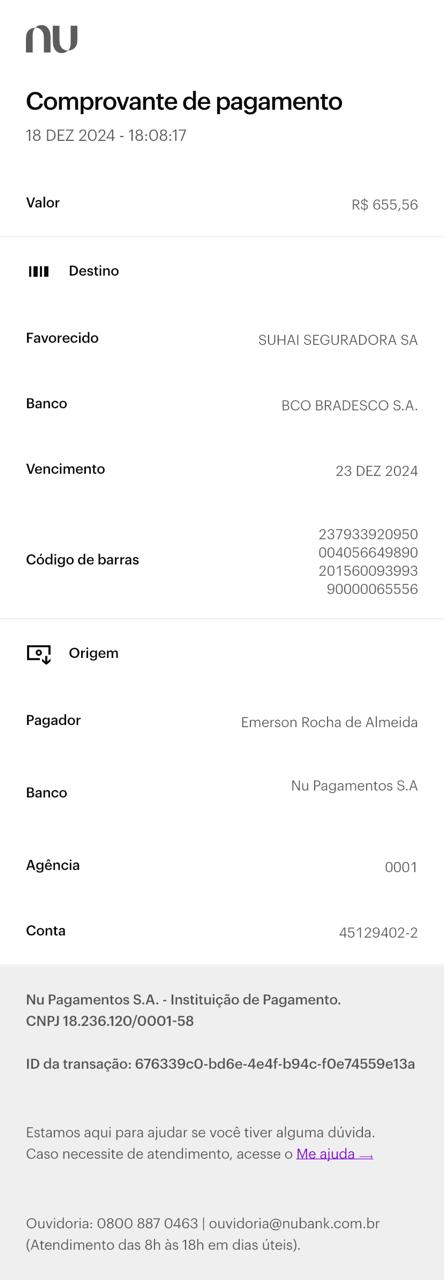 nu
Comprovante de pagamento
18 DEZ 2024 - 18:08:17
Valor R$ 655,56
Destino
Favorecido SUHAI SEGURADORA SA
Banco BCO BRADESCO S.A.
Vencimento 23 DEZ 2024
Código de barras
237933920950
004056649890
201560093993
90000065556
Origem
Pagador Emerson Rocha de Almeida
Banco Nu Pagamentos S.A
Agência 0001
Conta 45129402-2
Nu Pagamentos S.A. - Instituição de Pagamento.
CNPJ 18.236.120/0001-58
ID da transação: 676339c0-bd6e-4e4f-b94c-f0e74559e13a
Estamos aqui para ajudar se você tiver alguma dúvida.
Caso necessite de atendimento, acesse o Me ajuda →
Ouvidoria: 0800 887 0463 | ouvidoria@nubank.com.br
(Atendimento das 8h às 18h em dias úteis).